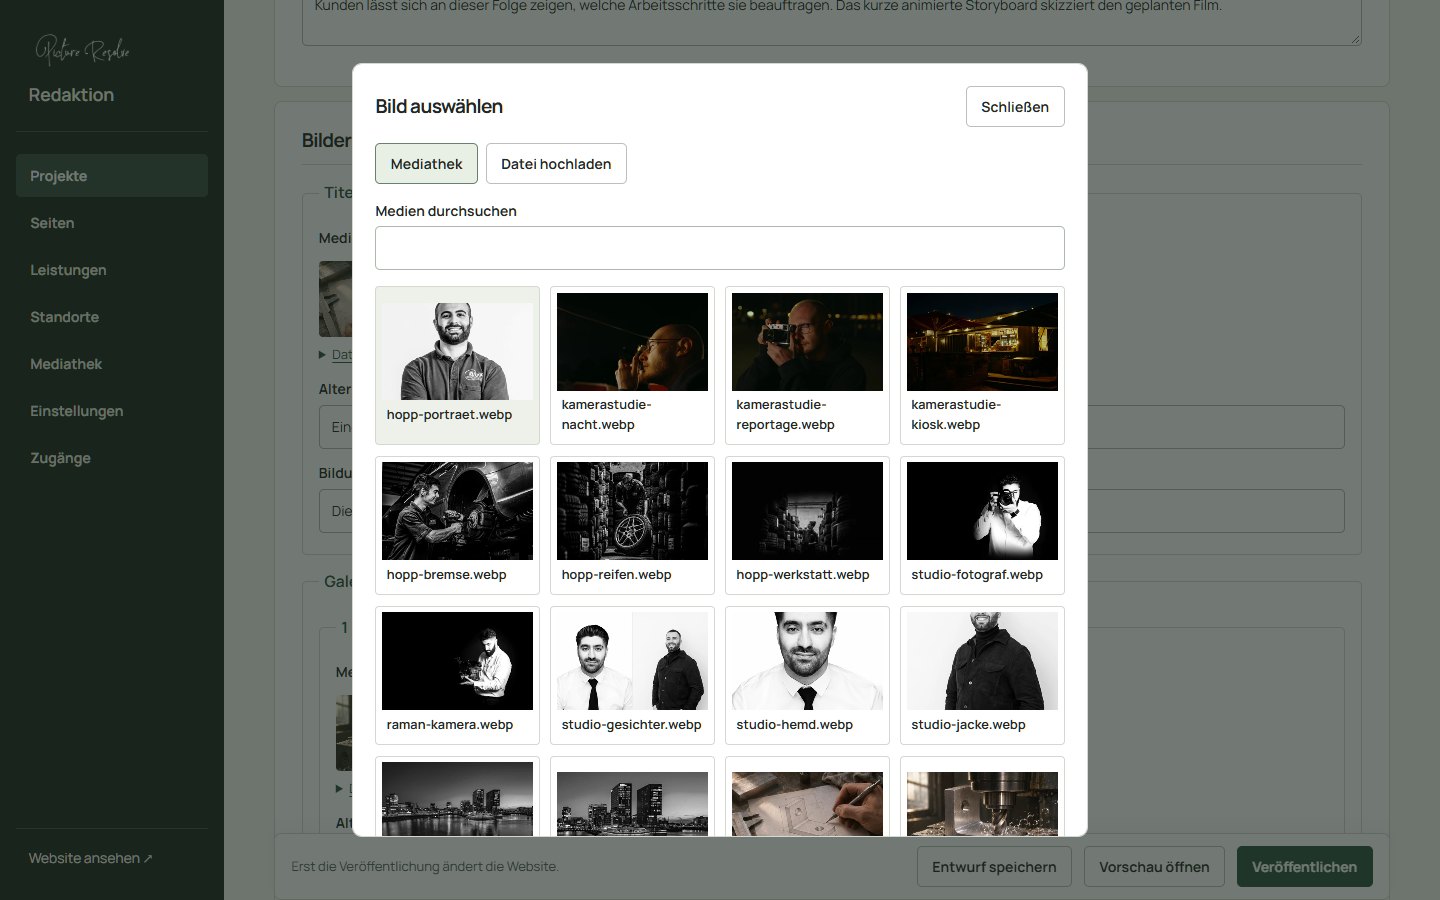 Picture Resolve
Redaktion
Projekte
Seiten
Leistungen
Standorte
Mediathek
Einstellungen
Zugänge
Website ansehen ↗
Kunden lässt sich an dieser Folge zeigen, welche Arbeitsschritte sie beauftragen. Das kurze animierte Storyboard skizziert den geplanten Film.
Bilder
Bild auswählen
Schließen
Mediathek
Datei hochladen
Medien durchsuchen
hopp-portraet.webp
kamerastudie-
nacht.webp
kamerastudie-
reportage.webp
kamerastudie-
kiosk.webp
hopp-bremse.webp
hopp-reifen.webp
hopp-werkstatt.webp
studio-fotograf.webp
raman-kamera.webp
studio-gesichter.webp
studio-hemd.webp
studio-jacke.webp
1
Erst die Veröffentlichung ändert die Website.
Entwurf speichern
Vorschau öffnen
Veröffentlichen